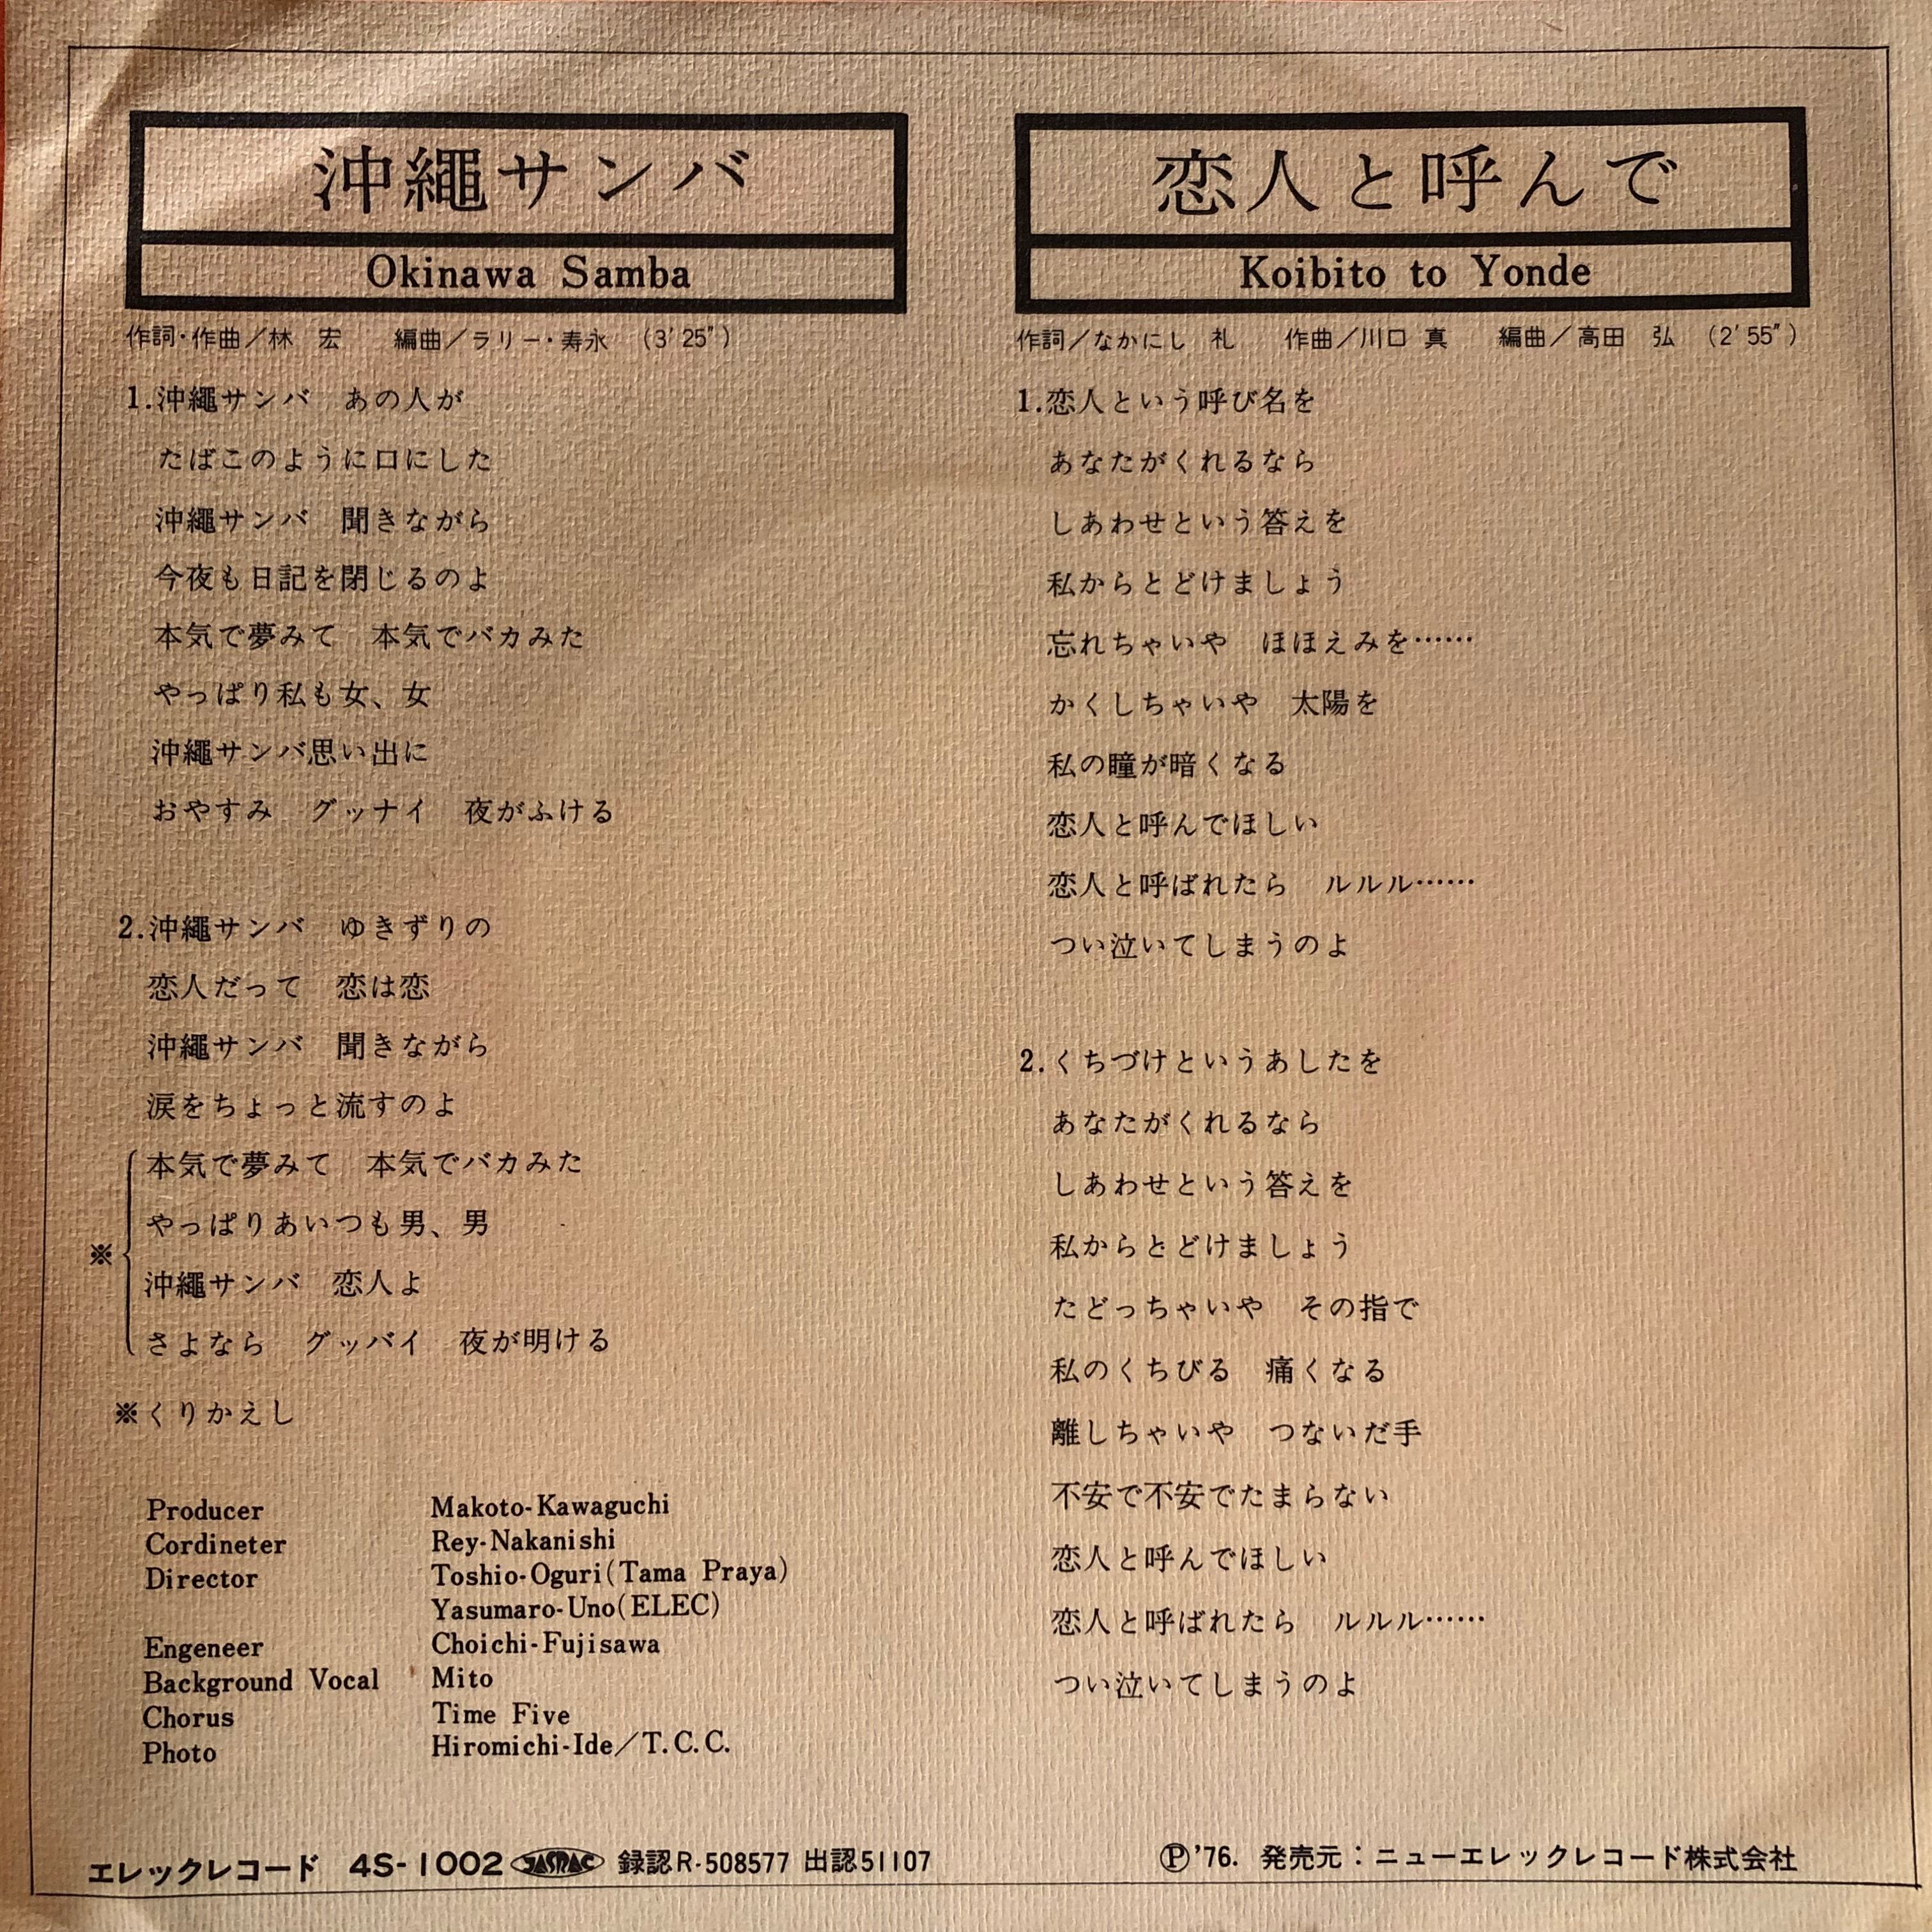 沖繩サンバ
Okinawa Samba
作詞・作曲／林　宏　　編曲／ラリー・寿永　（3′25″）
1.沖繩サンバ　あの人が
たばこのように口にした
沖繩サンバ　聞きながら
今夜も日記を閉じるのよ
本気で夢みて　本気でバカみた
やっぱり私も女、女
沖繩サンバ思い出に
おやすみ　グッナイ　夜がふける
2.沖繩サンバ　ゆきずりの
恋人だって　恋は恋
沖繩サンバ　聞きながら
涙をちょっと流すのよ
本気で夢みて　本気でバカみた
やっぱりあいつも男、男
※
沖繩サンバ　恋人よ
さよなら　グッバイ　夜が明ける
※くりかえし
Producer　Makoto-Kawaguchi
Cordineter　Rey-Nakanishi
Director　Toshio-Oguri(Tama Praya)
Yasumaro-Uno(ELEC)
Engeneer　Choichi-Fujisawa
Background Vocal　Mito
Chorus　Time Five
Photo　Hiromichi-Ide／T.C.C.
恋人と呼んで
Koibito to Yonde
作詞／なかにし　礼　　作曲／川口　真　　編曲／高田　弘　（2′55″）
1.恋人という呼び名を
あなたがくれるなら
しあわせという答えを
私からとどけましょう
忘れちゃいや　ほほえみを……
かくしちゃいや　太陽を
私の瞳が暗くなる
恋人と呼んでほしい
恋人と呼ばれたら　ルルル……
つい泣いてしまうのよ
2.くちづけというあしたを
あなたがくれるなら
しあわせという答えを
私からとどけましょう
たどっちゃいや　その指で
私のくちびる　痛くなる
離しちゃいや　つないだ手
不安で不安でたまらない
恋人と呼んでほしい
恋人と呼ばれたら　ルルル……
つい泣いてしまうのよ
エレックレコード　4S-1002 JASRAC 録認R-508577 出認51107
Ⓟ'76.　発売元：ニューエレックレコード株式会社